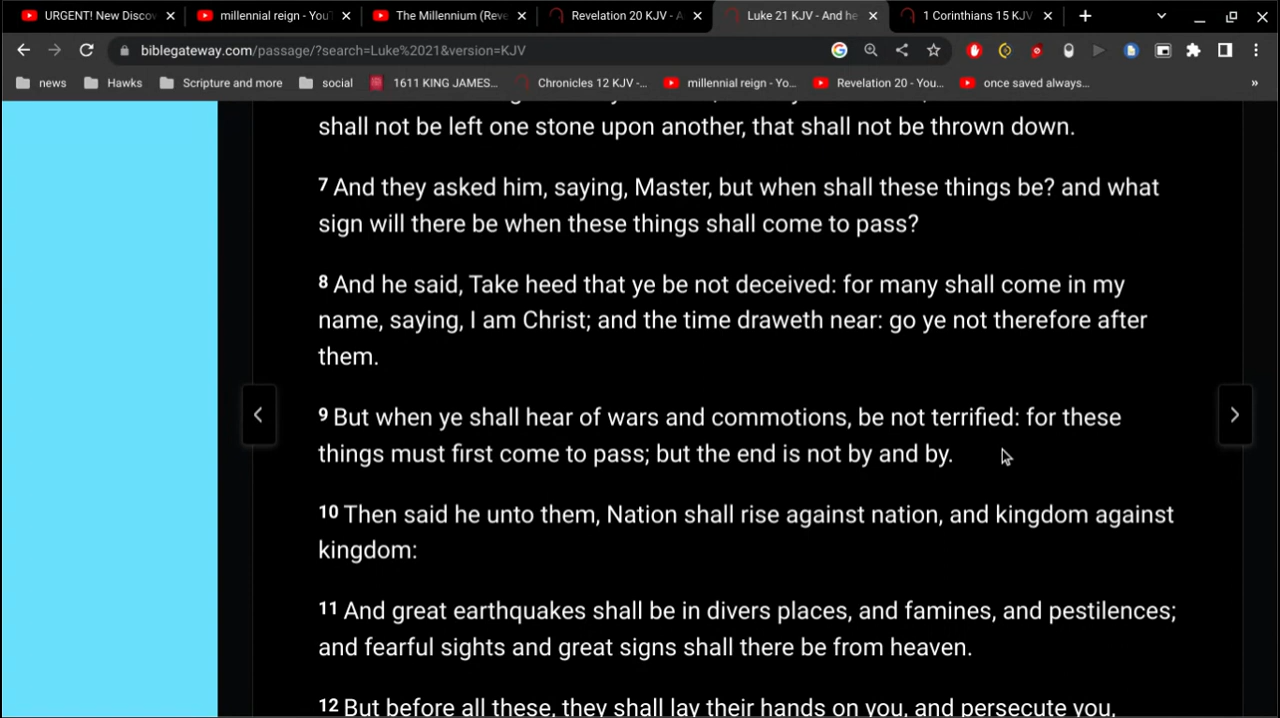 URGENT! New Discov
millennial reign - You
The Millennium (Reve
Revelation 20 KJV - A
Luke 21 KJV - And he
1 Corinthians 15 KJV
biblegateway.com/passage/?search=Luke%2021&version=KJV
news
Hawks
Scripture and more
social
1611 KING JAMES...
Chronicles 12 KJV -...
millennial reign - Yo...
Revelation 20 - You...
once saved always...
shall not be left one stone upon another, that shall not be thrown down.
7 And they asked him, saying, Master, but when shall these things be? and what
sign will there be when these things shall come to pass?
8 And he said, Take heed that ye be not deceived: for many shall come in my
name, saying, I am Christ; and the time draweth near: go ye not therefore after
them.
9 But when ye shall hear of wars and commotions, be not terrified: for these
things must first come to pass; but the end is not by and by.
10 Then said he unto them, Nation shall rise against nation, and kingdom against
kingdom:
11 And great earthquakes shall be in divers places, and famines, and pestilences;
and fearful sights and great signs shall there be from heaven.
12 But before all these, they shall lay their hands on you, and persecute you,